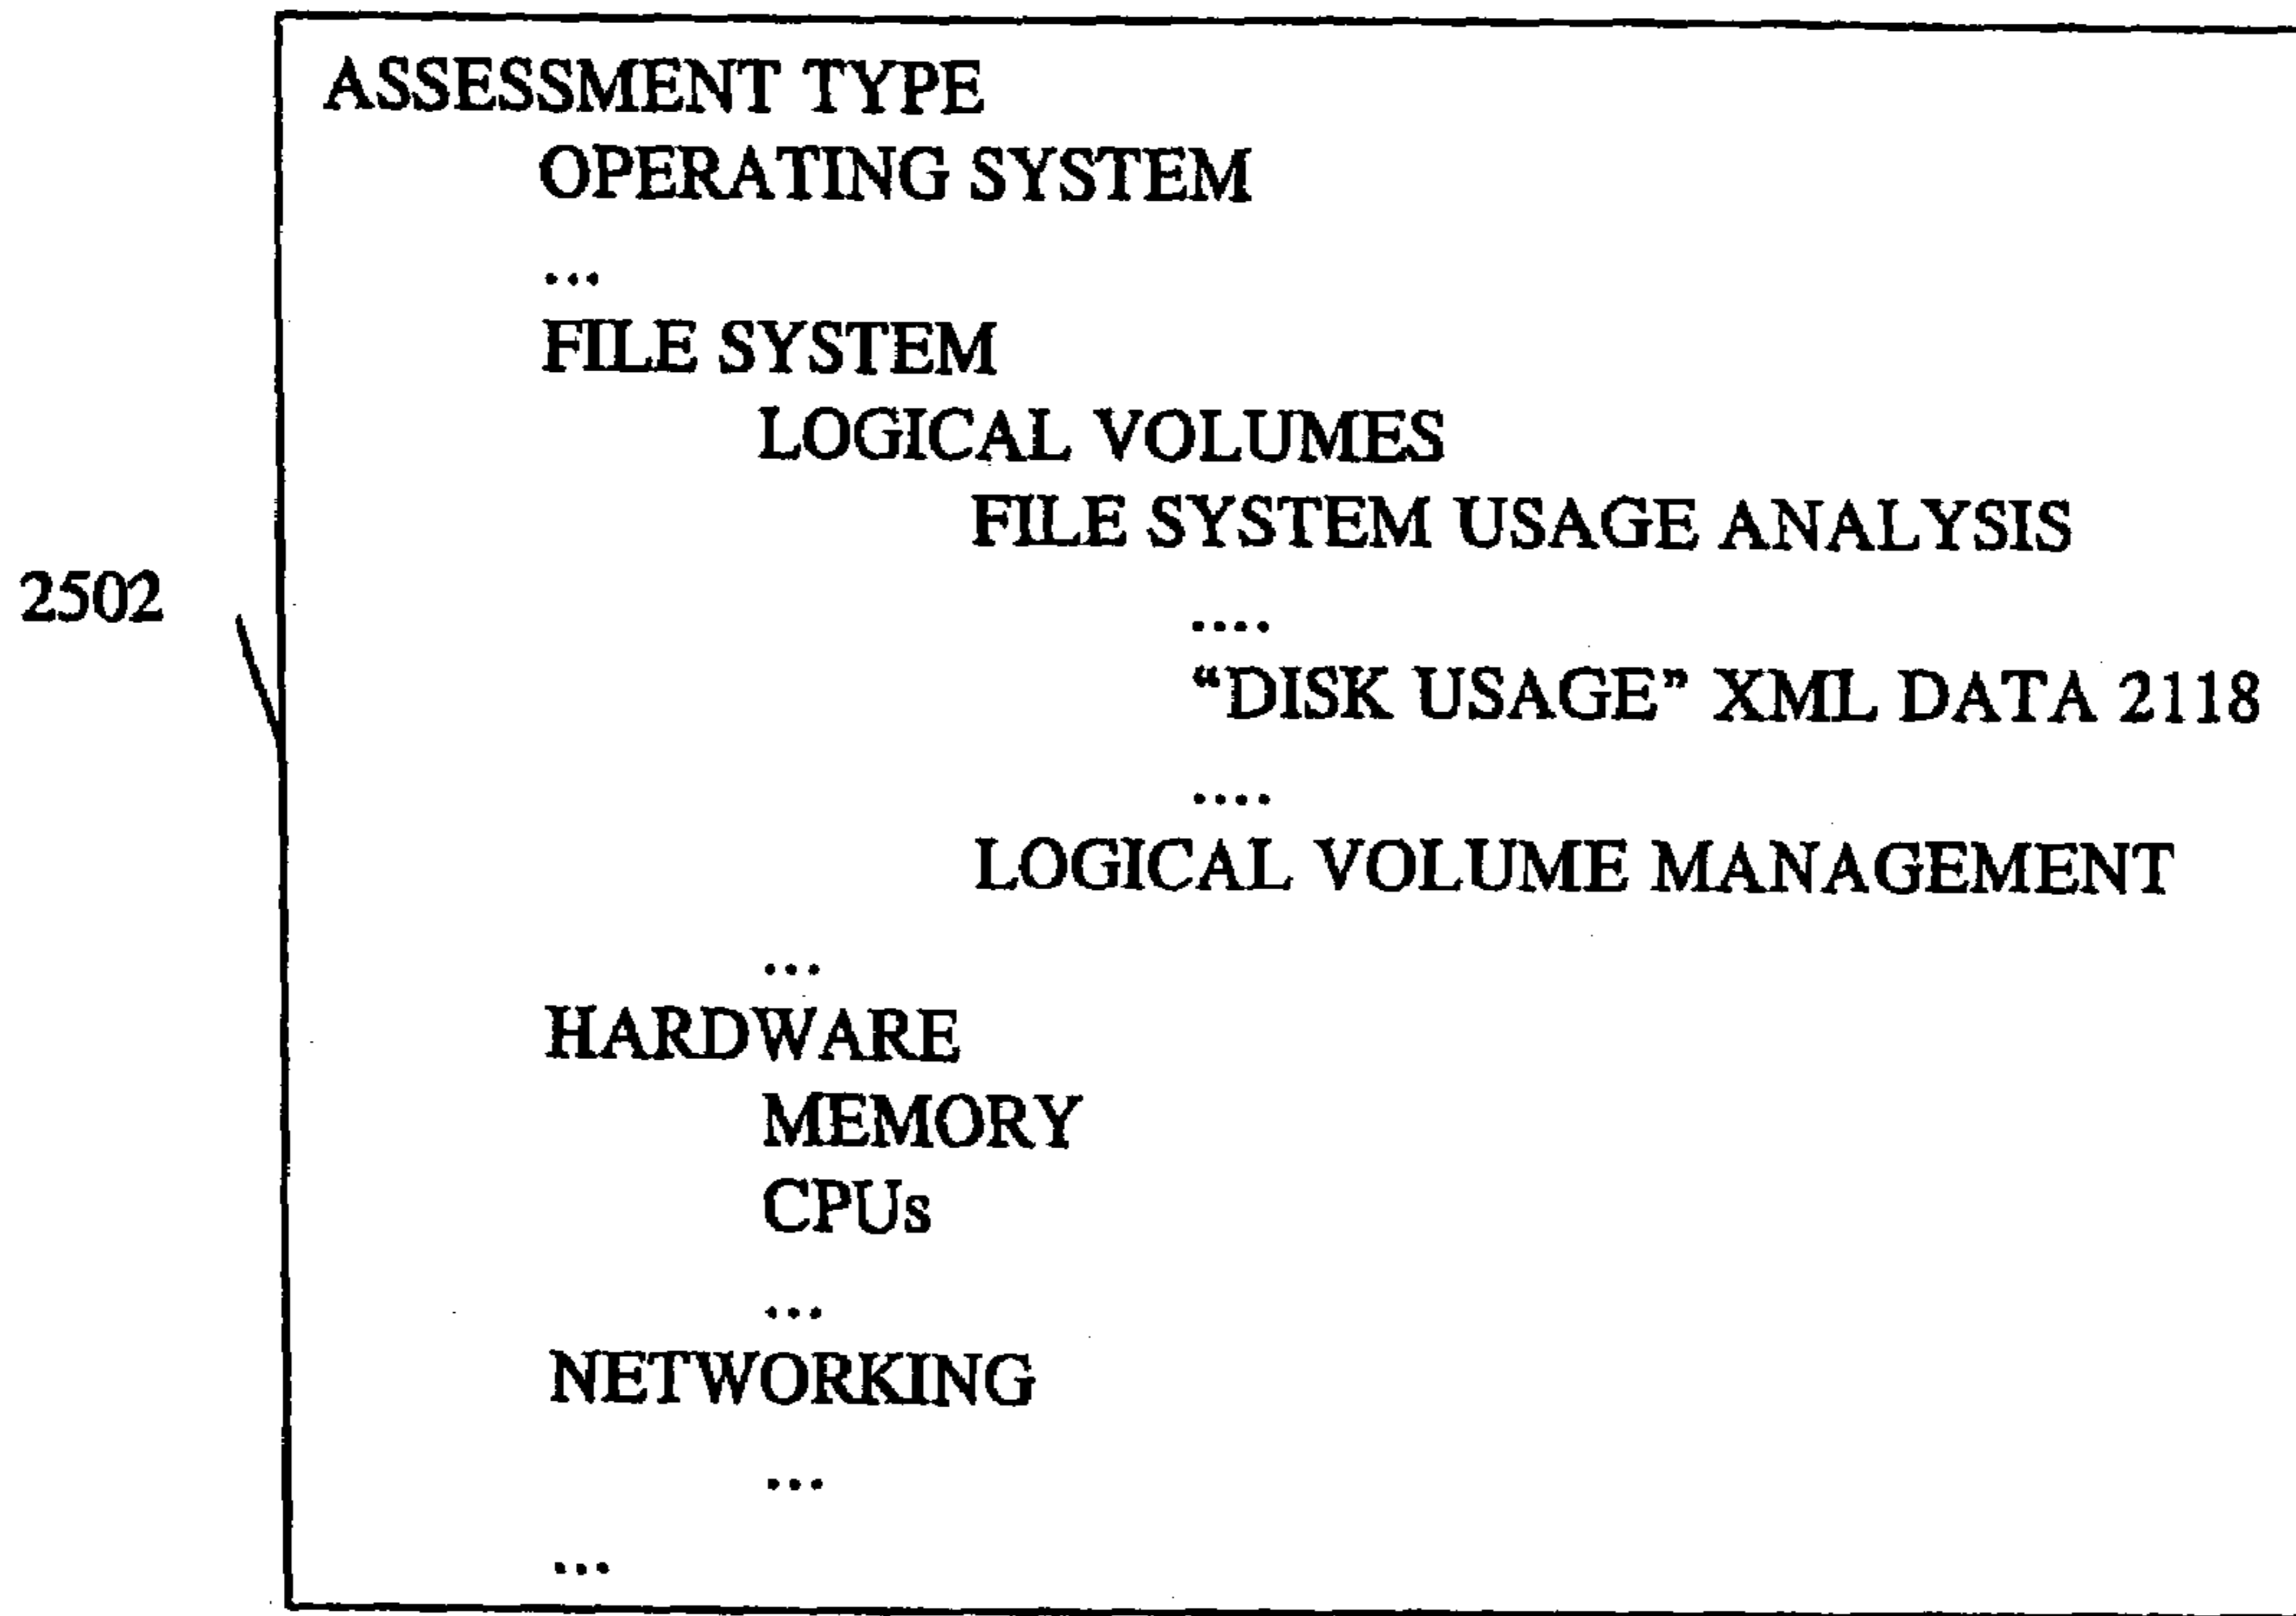 ASSESSMENT TYPE
OPERATING SYSTEM
...
FILE SYSTEM
LOGICAL VOLUMES
FILE SYSTEM USAGE ANALYSIS
2502
....
“DISK USAGE” XML DATA 2118
....
LOGICAL VOLUME MANAGEMENT
...
HARDWARE
MEMORY
CPUs
...
NETWORKING
...
...